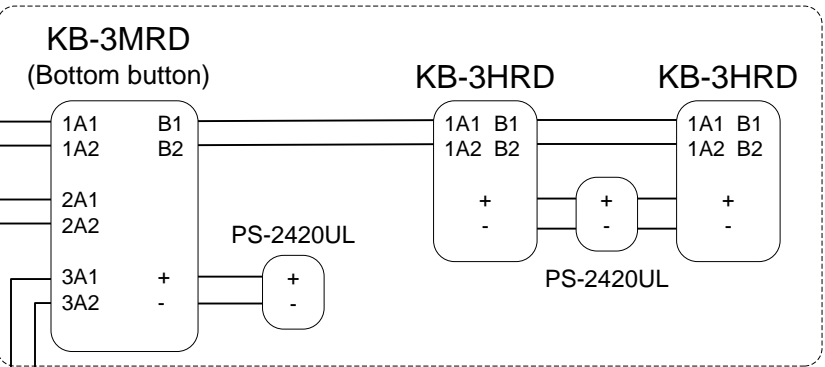 KB-3MRD
(Bottom button)
KB-3HRD
KB-3HRD
1A1 B1
1A2 B2
2A1
2A2
3A1 +
3A2 -
PS-2420UL
+
-
1A1 B1
1A2 B2
+
-
+
-
PS-2420UL
1A1 B1
1A2 B2
+
-